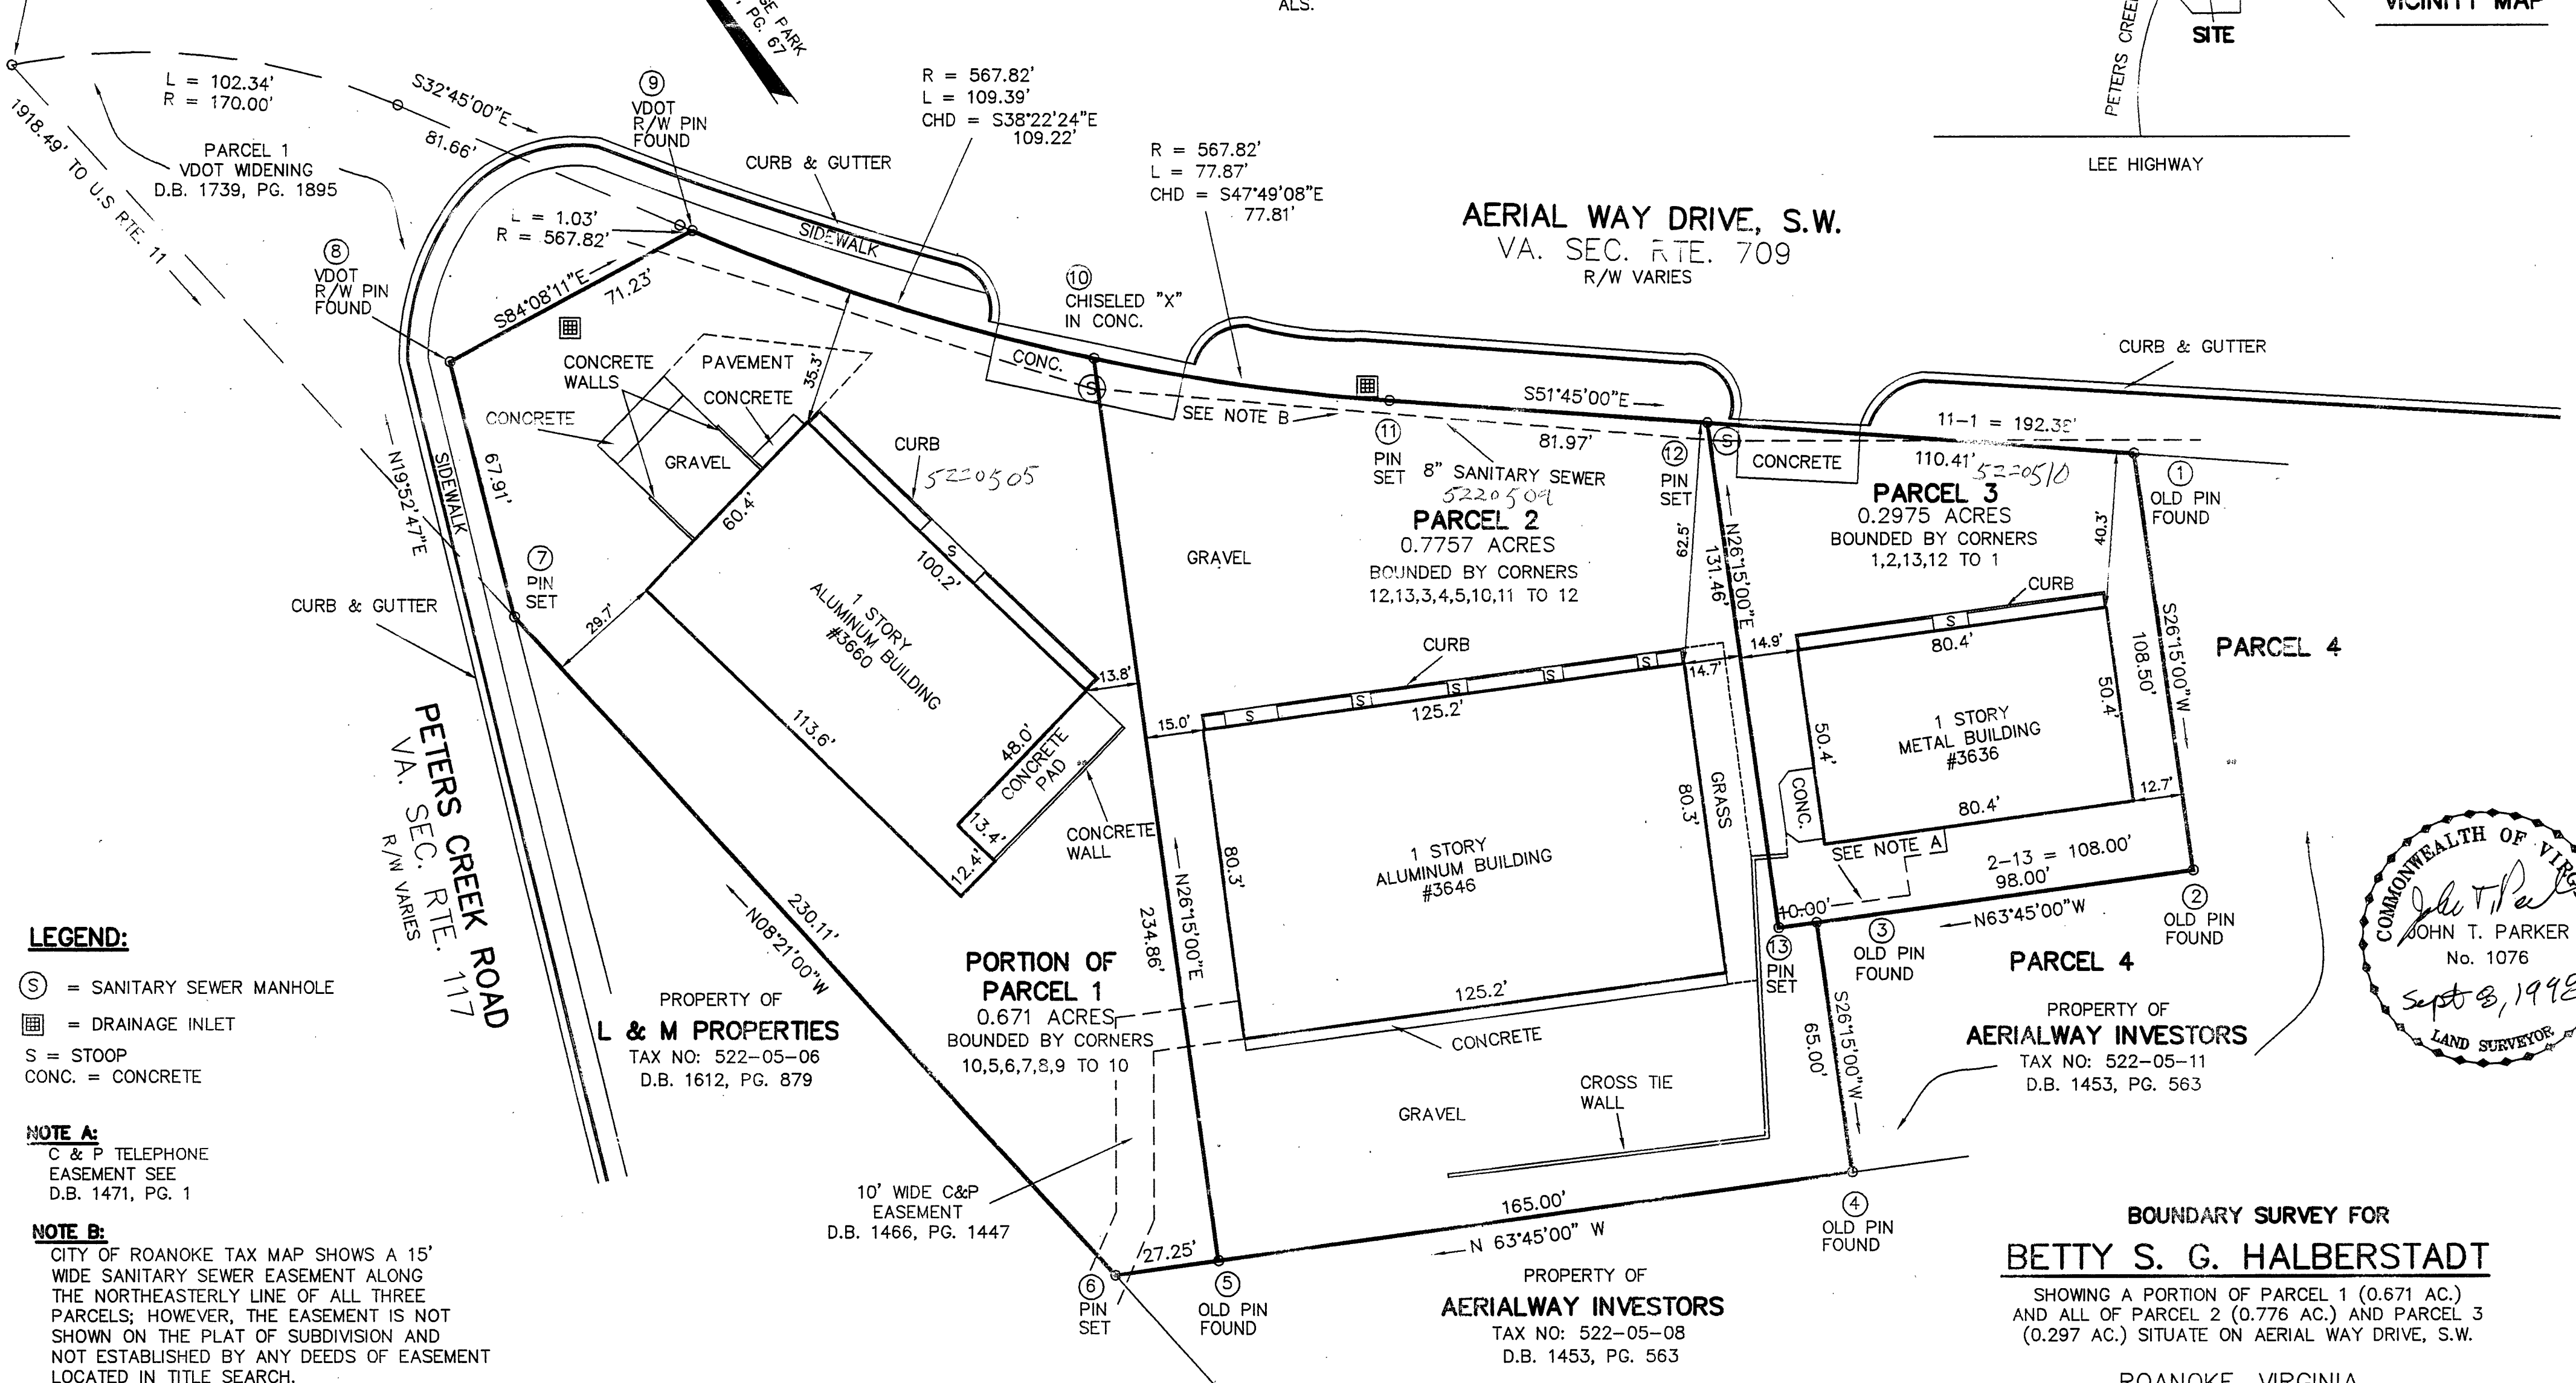 ALS.
GE PARK
, PG. 67
VICINITY MAP
SITE
PETERS CREEK
LEE HIGHWAY
L = 102.34'
R = 170.00'
S32°45'00"E
81.66'
1918.49' TO U.S RTE. 11
PARCEL 1
VDOT WIDENING
D.B. 1739, PG. 1895
9
VDOT
R/W PIN
FOUND
CURB & GUTTER
R = 567.82'
L = 109.39'
CHD = S38°22'24"E
109.22'
R = 567.82'
L = 77.87'
CHD = S47°49'08"E
77.81'
AERIAL WAY DRIVE, S.W.
VA. SEC. RTE. 709
R/W VARIES
L = 1.03'
R = 567.82'
SIDEWALK
8
VDOT
R/W PIN
FOUND
S84°08'11"E
71.23'
10
CHISELED "X"
IN CONC.
CONC.
S
SEE NOTE B
CURB & GUTTER
CONCRETE
WALLS
PAVEMENT
CONCRETE
CONCRETE
GRAVEL
35.3'
CURB
5220505
S51°45'00"E
81.97'
11
PIN
SET
8" SANITARY SEWER
5220509
12
PIN
SET
S
CONCRETE
11-1 = 192.38'
110.41'
5220510
1
OLD PIN
FOUND
PARCEL 2
0.7757 ACRES
BOUNDED BY CORNERS
12,13,3,4,5,10,11 TO 12
PARCEL 3
0.2975 ACRES
BOUNDED BY CORNERS
1,2,13,12 TO 1
GRAVEL
62.5'
131.46'
N26°15'00"E
40.3'
N19°52'47"E
SIDEWALK
67.91'
7
PIN
SET
CURB & GUTTER
29.7'
60.4'
100.2'
S
1 STORY
ALUMINUM BUILDING
#3660
113.6'
48.0'
CONCRETE
PAD
13.4'
12.4'
CONCRETE
WALL
13.8'
15.0'
CURB
S
S
S
S
S
125.2'
14.7'
14.9'
CURB
S
80.4'
50.4'
50.4'
1 STORY
METAL BUILDING
#3636
80.4'
CONC.
12.7'
108.50'
S26°15'00"W
PARCEL 4
80.3'
80.3'
GRASS
1 STORY
ALUMINUM BUILDING
#3646
125.2'
CONCRETE
SEE NOTE A
2-13 = 108.00'
98.00'
10.00'
N63°45'00"W
13
PIN
SET
3
OLD PIN
FOUND
2
OLD PIN
FOUND
PARCEL 4
PROPERTY OF
AERIALWAY INVESTORS
TAX NO: 522-05-11
D.B. 1453, PG. 563
COMMONWEALTH OF VIRG
John T. Par
JOHN T. PARKER
No. 1076
Sept 8, 1998
LAND SURVEYOR
PETERS CREEK ROAD
VA. SEC. RTE. 117
R/W VARIES
230.11'
N08°21'00"W
234.86'
N26°15'00"E
PORTION OF
PARCEL 1
0.671 ACRES
BOUNDED BY CORNERS
10,5,6,7,8,9 TO 10
PROPERTY OF
L & M PROPERTIES
TAX NO: 522-05-06
D.B. 1612, PG. 879
S26°15'00"W
65.00'
CROSS TIE
WALL
GRAVEL
10' WIDE C&P
EASEMENT
D.B. 1466, PG. 1447
165.00'
N 63°45'00" W
27.25'
6
PIN
SET
5
OLD PIN
FOUND
4
OLD PIN
FOUND
PROPERTY OF
AERIALWAY INVESTORS
TAX NO: 522-05-08
D.B. 1453, PG. 563
LEGEND:
S = SANITARY SEWER MANHOLE
= DRAINAGE INLET
S = STOOP
CONC. = CONCRETE
NOTE A:
C & P TELEPHONE
EASEMENT SEE
D.B. 1471, PG. 1
NOTE B:
CITY OF ROANOKE TAX MAP SHOWS A 15'
WIDE SANITARY SEWER EASEMENT ALONG
THE NORTHEASTERLY LINE OF ALL THREE
PARCELS; HOWEVER, THE EASEMENT IS NOT
SHOWN ON THE PLAT OF SUBDIVISION AND
NOT ESTABLISHED BY ANY DEEDS OF EASEMENT
LOCATED IN TITLE SEARCH.
BOUNDARY SURVEY FOR
BETTY S. G. HALBERSTADT
SHOWING A PORTION OF PARCEL 1 (0.671 AC.)
AND ALL OF PARCEL 2 (0.776 AC.) AND PARCEL 3
(0.297 AC.) SITUATE ON AERIAL WAY DRIVE, S.W.
ROANOKE, VIRGINIA